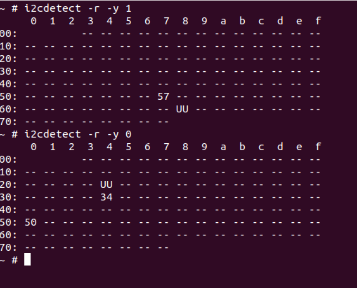 ~ # i2cdetect -r -y 1
     0  1  2  3  4  5  6  7  8  9  a  b  c  d  e  f
00:          -- -- -- -- -- -- -- -- -- -- -- -- --
10: -- -- -- -- -- -- -- -- -- -- -- -- -- -- -- --
20: -- -- -- -- -- -- -- -- -- -- -- -- -- -- -- --
30: -- -- -- -- -- -- -- -- -- -- -- -- -- -- -- --
40: -- -- -- -- -- -- -- -- -- -- -- -- -- -- -- --
50: -- -- -- -- -- -- -- 57 -- -- -- -- -- -- -- --
60: -- -- -- -- -- -- -- -- UU -- -- -- -- -- -- --
70: -- -- -- -- -- -- -- --
~ # i2cdetect -r -y 0
     0  1  2  3  4  5  6  7  8  9  a  b  c  d  e  f
00:          -- -- -- -- -- -- -- -- -- -- -- -- --
10: -- -- -- -- -- -- -- -- -- -- -- -- -- -- -- --
20: -- -- -- -- UU -- -- -- -- -- -- -- -- -- -- --
30: -- -- -- -- 34 -- -- -- -- -- -- -- -- -- -- --
40: -- -- -- -- -- -- -- -- -- -- -- -- -- -- -- --
50: 50 -- -- -- -- -- -- -- -- -- -- -- -- -- -- --
60: -- -- -- -- -- -- -- -- -- -- -- -- -- -- -- --
70: -- -- -- -- -- -- -- --
~ #